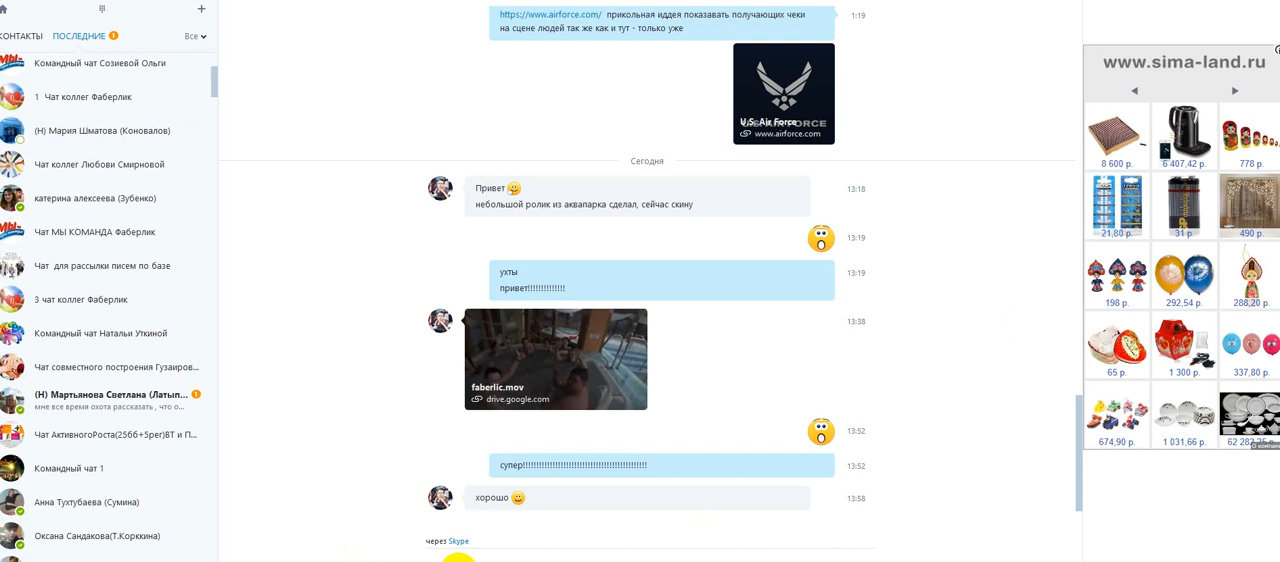 КОНТАКТЫ ПОСЛЕДНИЕ 1 Все
Командный чат Созиевой Ольги
1 Чат коллег Фаберлик
(Н) Мария Шматова (Коновалов)
Чат коллег Любови Смирновой
катерина алексеева (Зубенко)
Чат МЫ КОМАНДА Фаберлик
Чат для рассылки писем по базе
3 чат коллег Фаберлик
Командный чат Натальи Уткиной
Чат совместного построения Гузаиров...
(Н) Мартьянова Светлана (Латып... 1
мне все время охота рассказать , что о...
Чат АктивногоРоста(256б+5рег)ВТ и П...
Командный чат 1
Анна Тухтубаева (Сумина)
Оксана Сандакова(Т.Корккина)
https://www.airforce.com/ прикольная иддея показавать получающих чеки 1:19
на сцене людей так же как и тут - только уже
U.S. Air Force
www.airforce.com
Сегодня
Привет 13:18
небольшой ролик из аквапарка сделал, сейчас скину
13:19
ухты 13:19
привет!!!!!!!!!!!!!!
13:38
faberlic.mov
drive.google.com
13:52
супер!!!!!!!!!!!!!!!!!!!!!!!!!!!!!!!!!!!!!!!!!!!!!! 13:52
хорошо 13:58
через Skype
www.sima-land.ru
8 600 р. 6 407,42 р. 778 р.
21,80 р. 31 р 490 р.
198 р. 292,54 р. 288,20 р.
65 р. 1 300 р. 337,80 р.
674,90 р. 1 031,66 р.